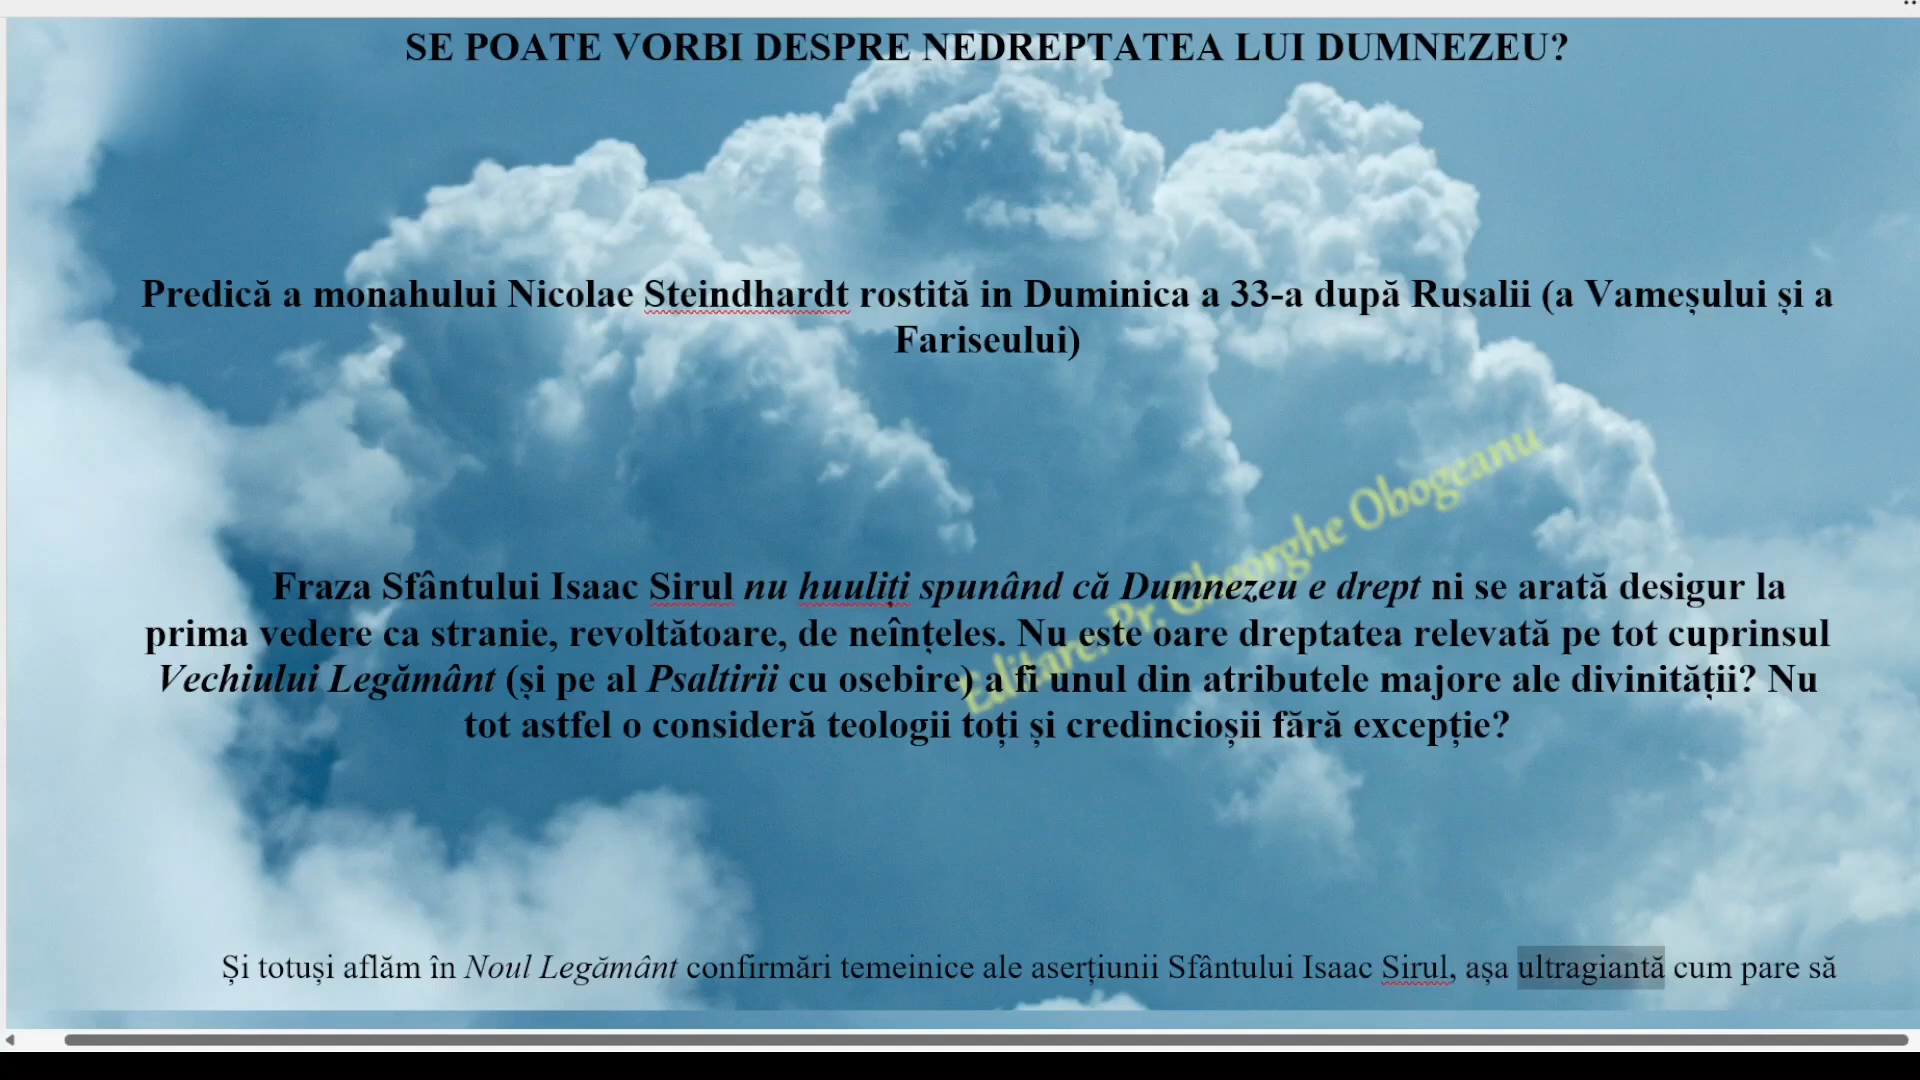 SE POATE VORBI DESPRE NEDREPTATEA LUI DUMNEZEU?
Predică a monahului Nicolae Steindhardt rostită in Duminica a 33-a după Rusalii (a Vameșului și a
Fariseului)
Fraza Sfântului Isaac Sirul nu huuliți spunând că Dumnezeu e drept ni se arată desigur la
prima vedere ca stranie, revoltătoare, de neînțeles. Nu este oare dreptatea relevată pe tot cuprinsul
Vechiului Legământ (și pe al Psaltirii cu osebire) a fi unul din atributele majore ale divinității? Nu
tot astfel o consideră teologii toți și credincioșii fără excepție?
Editare: Pr. Gheorghe Obogeanu
Și totuși aflăm în Noul Legământ confirmări temeinice ale aserțiunii Sfântului Isaac Sirul, așa ultragiantă cum pare să